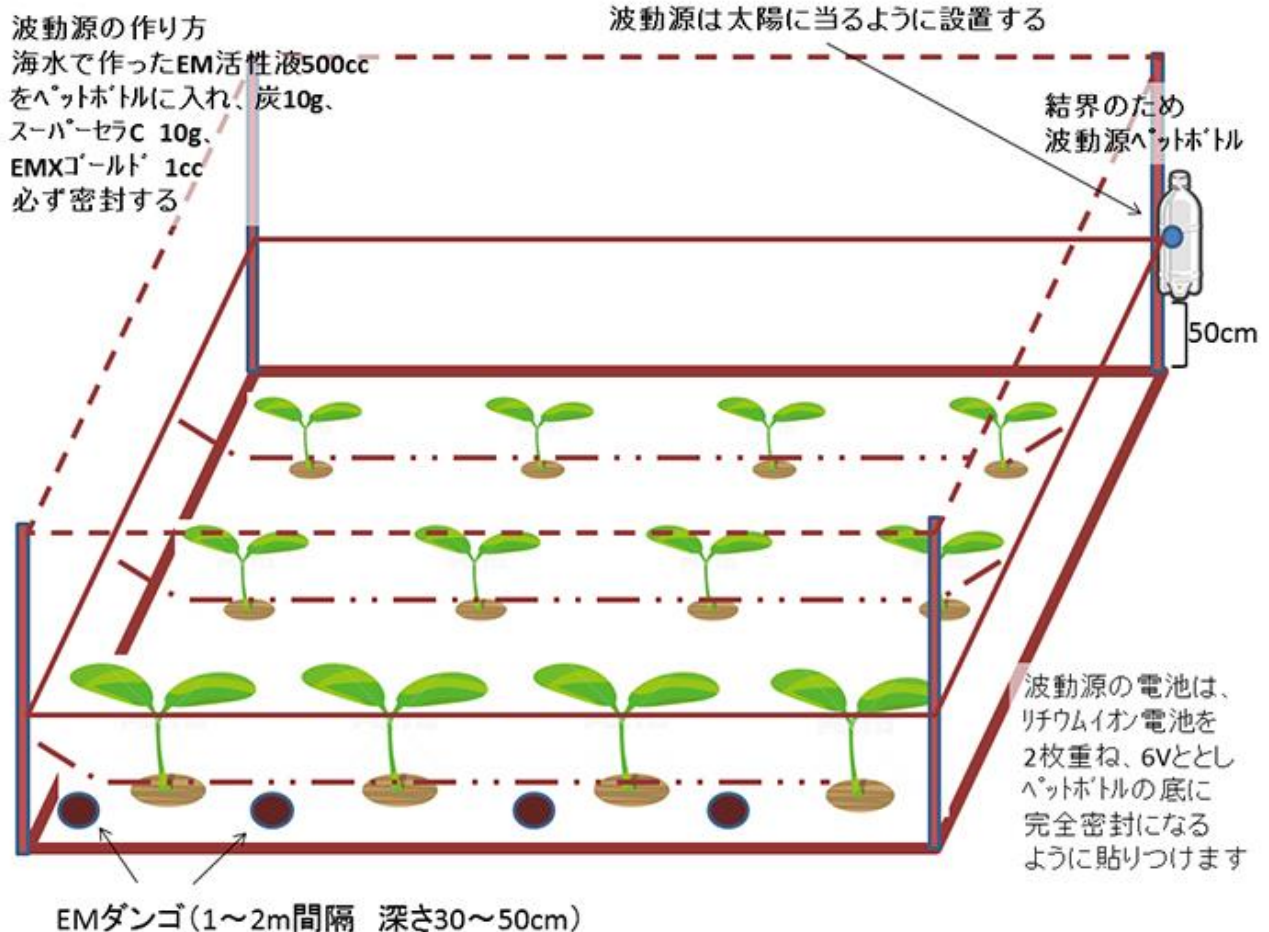 波動源の作り方
海水で作ったEM活性液500cc
をペットボトルに入れ、炭10g、
スーパーセラC 10g、
EMXゴールド 1cc
必ず密封する
波動源は太陽に当るように設置する
結界のため
波動源ペットボトル
50cm
波動源の電池は、
リチウムイオン電池を
2枚重ね、6Vととし
ペットボトルの底に
完全密封になる
ように貼りつけます
EMダンゴ（1～2m間隔 深さ30～50cm）